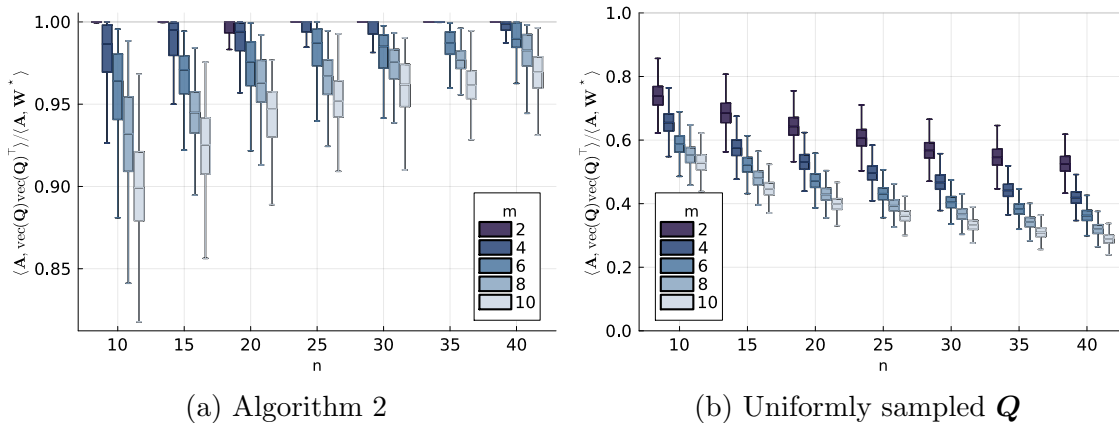 1.00
0.95
0.90
0.85
⟨A, vec(Q) vec(Q)⊤⟩/⟨A, W⋆⟩
10 15 20 25 30 35 40
n
m
2
4
6
8
10
(a) Algorithm 2
1.0
0.8
0.6
0.4
0.2
0.0
⟨A, vec(Q) vec(Q)⊤⟩/⟨A, W⋆⟩
10 15 20 25 30 35 40
n
m
2
4
6
8
10
(b) Uniformly sampled Q